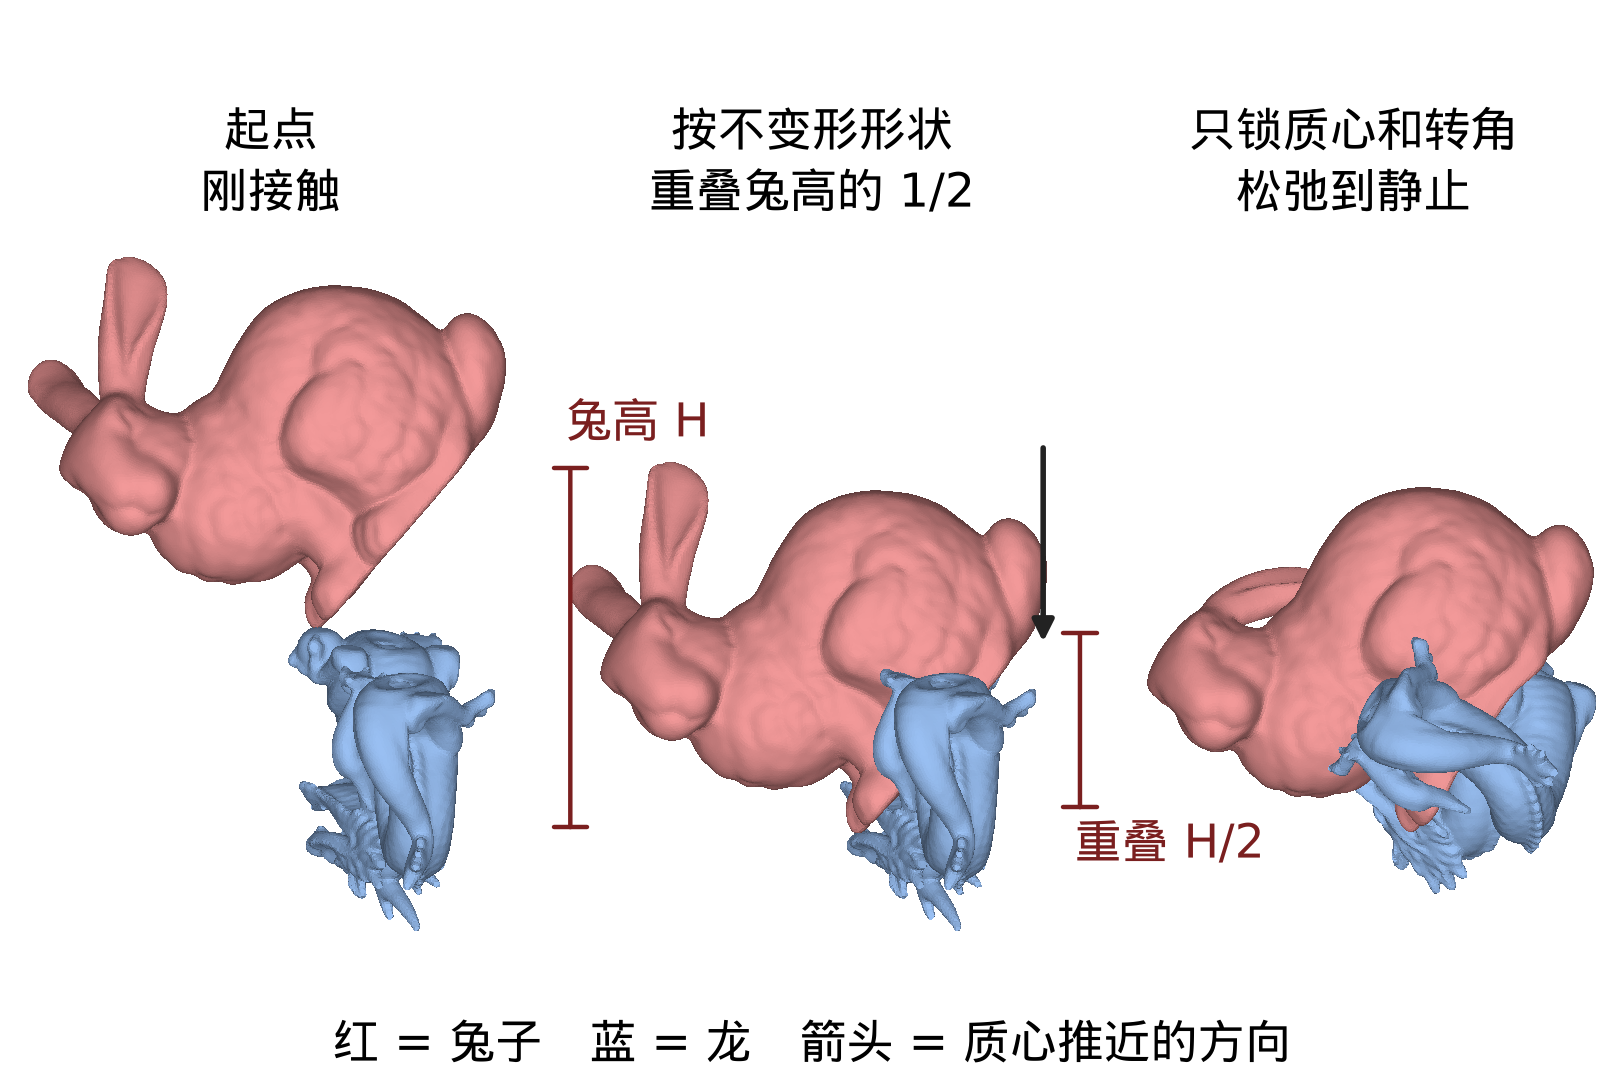 起点
刚接触
按不变形形状
重叠兔高的 1/2
只锁质心和转角
松弛到静止
兔高 H
重叠 H/2
红 = 兔子 蓝 = 龙 箭头 = 质心推近的方向